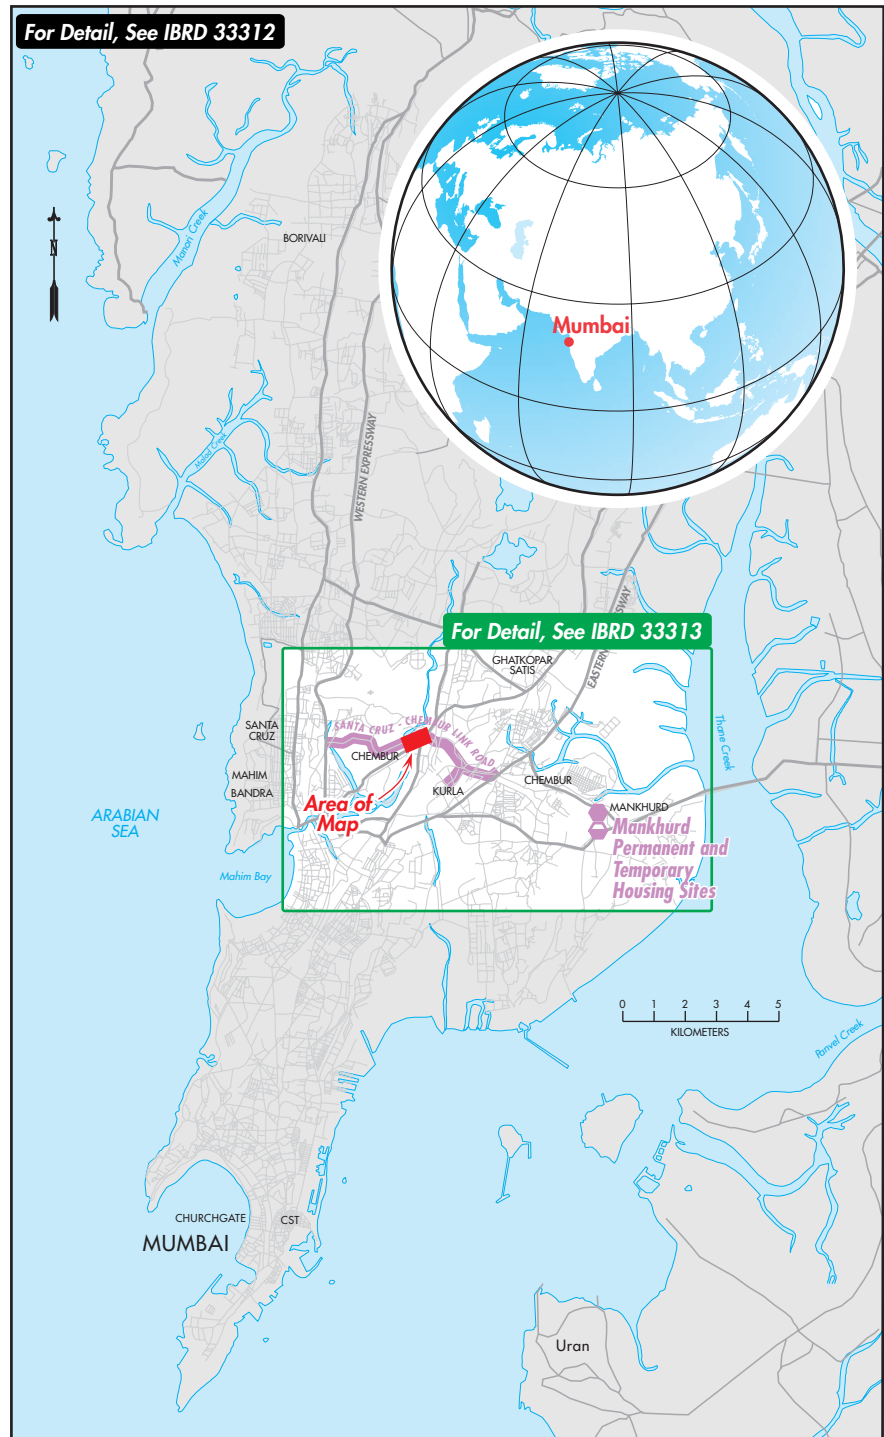 For Detail, See IBRD 33312
N
Manori Creek
BORIVALI
Mumbai
Malad Creek
WESTERN EXPRESSWAY
For Detail, See IBRD 33313
GHATKOPAR
SATIS
SANTA
CRUZ
SANTA CRUZ - CHEMBUR LINK ROAD
CHEMBUR
MAHIM
BANDRA
KURLA
CHEMBUR
Thane Creek
Area of
Map
MANKHURD
Mankhurd
Permanent and
Temporary
Housing Sites
ARABIAN
SEA
Mahim Bay
0 1 2 3 4 5
KILOMETERS
Panvel Creek
CHURCHGATE
CST
MUMBAI
Uran